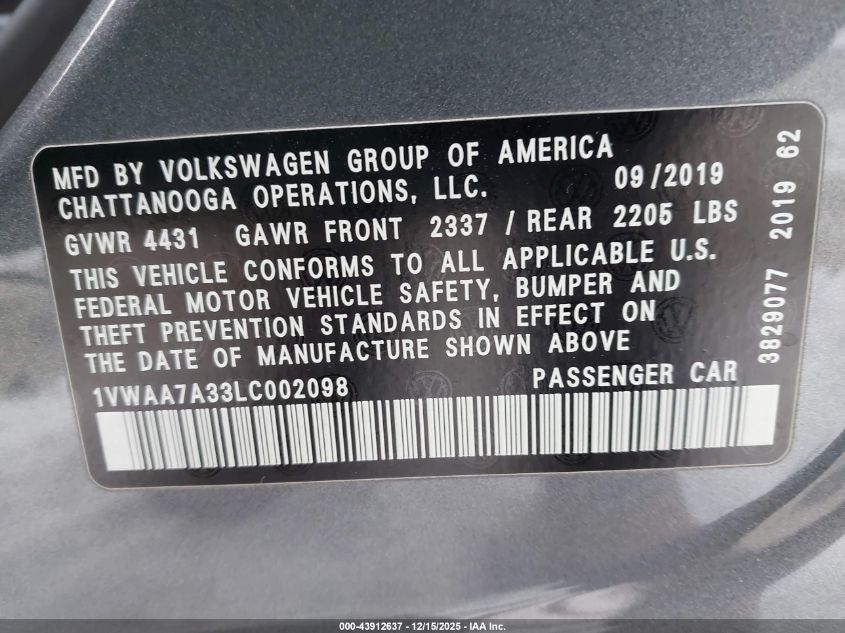 MFD BY VOLKSWAGEN GROUP OF AMERICA
CHATTANOOGA OPERATIONS, LLC. 09/2019
GVWR 4431 GAWR FRONT 2337 / REAR 2205 LBS
THIS VEHICLE CONFORMS TO ALL APPLICABLE U.S.
FEDERAL MOTOR VEHICLE SAFETY, BUMPER AND
THEFT PREVENTION STANDARDS IN EFFECT ON
THE DATE OF MANUFACTURE SHOWN ABOVE
1VWAA7A33LC002098 PASSENGER CAR
3829077 2019 62
000-43912637 - 12/15/2025 - IAA Inc.